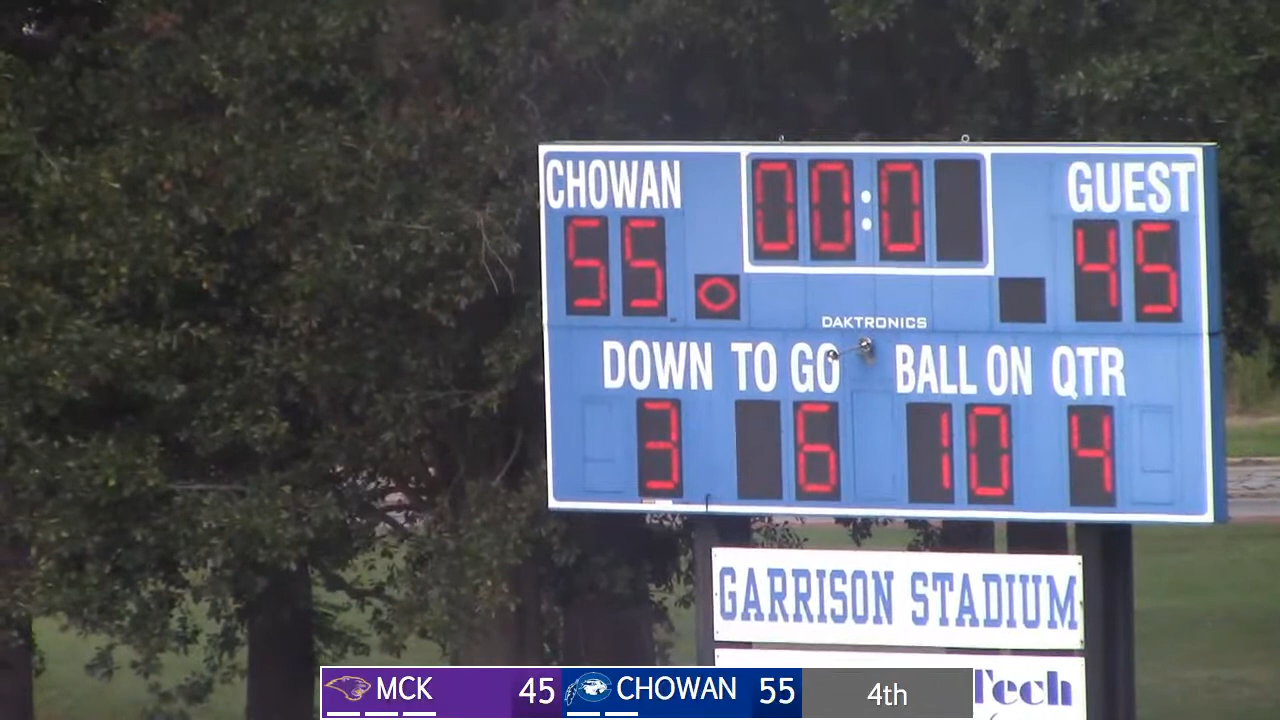 CHOWAN 00:0 GUEST
55 45
DAKTRONICS
DOWN TO GO BALL ON QTR
3 6 10 4
GARRISON STADIUM
Tech
MCK 45 CHOWAN 55 4th